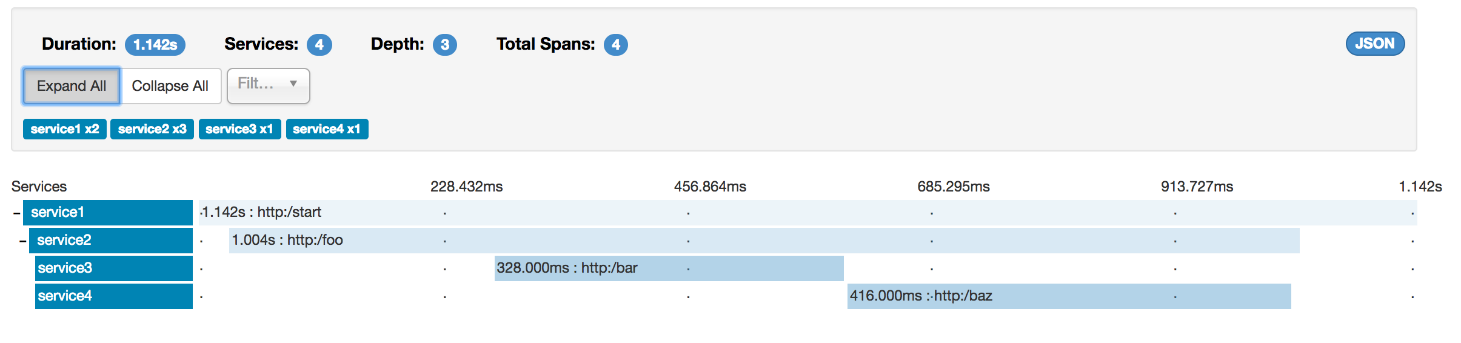 Duration: 1.142s Services: 4 Depth: 3 Total Spans: 4 JSON
Expand All Collapse All Filt...
service1 x2 service2 x3 service3 x1 service4 x1
Services 228.432ms 456.864ms 685.295ms 913.727ms 1.142s
- service1 1.142s : http:/start
- service2 1.004s : http:/foo
service3 328.000ms : http:/bar
service4 416.000ms : http:/baz